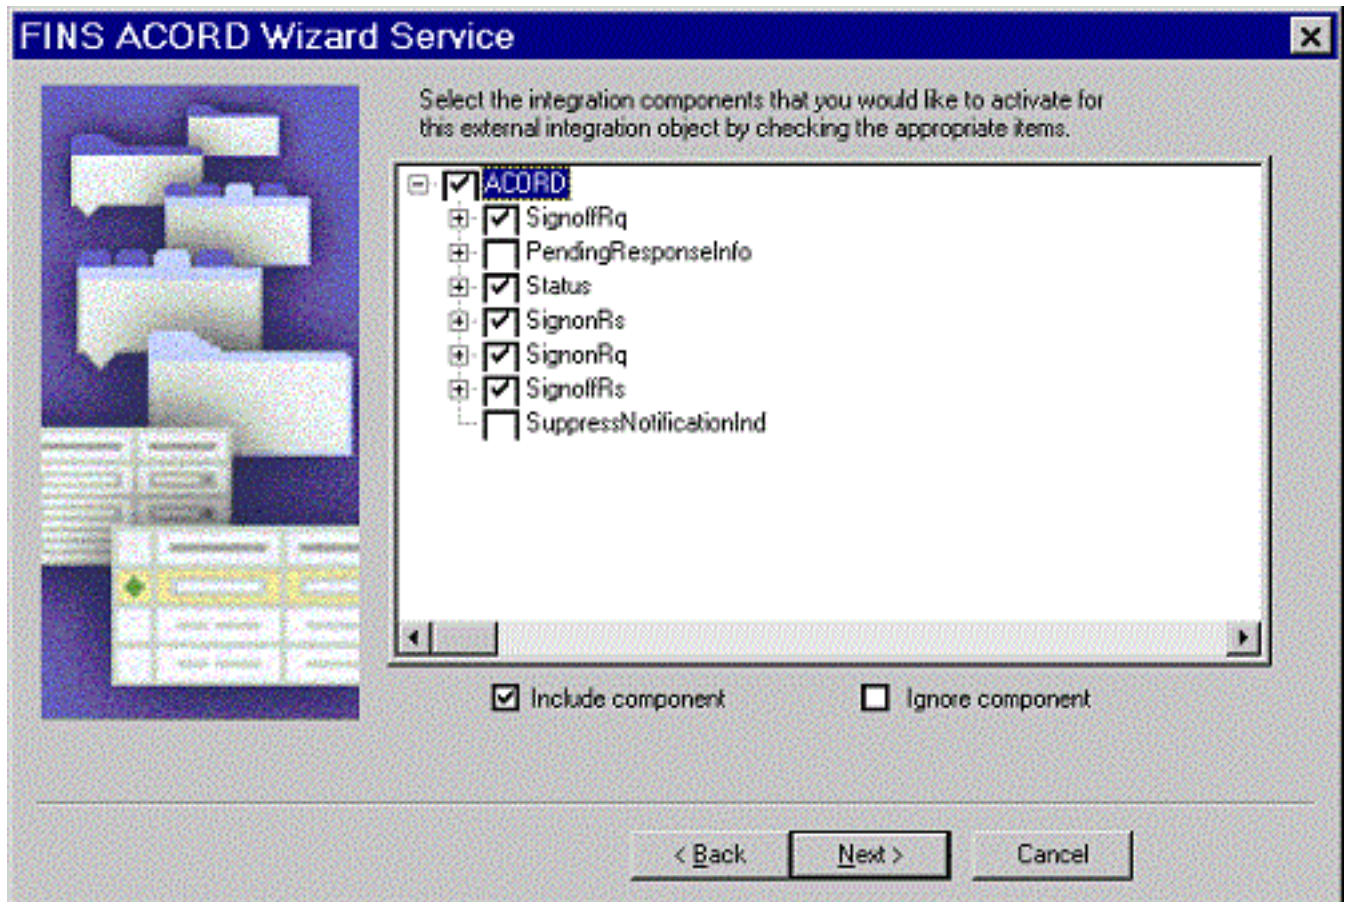 FINS ACORD Wizard Service
Select the integration components that you would like to activate for
this external integration object by checking the appropriate items.
ACORD
SignoffRq
PendingResponseInfo
Status
SignonRs
SignonRq
SignoffRs
SuppressNotificationInd
Include component
Ignore component
< Back
Next >
Cancel